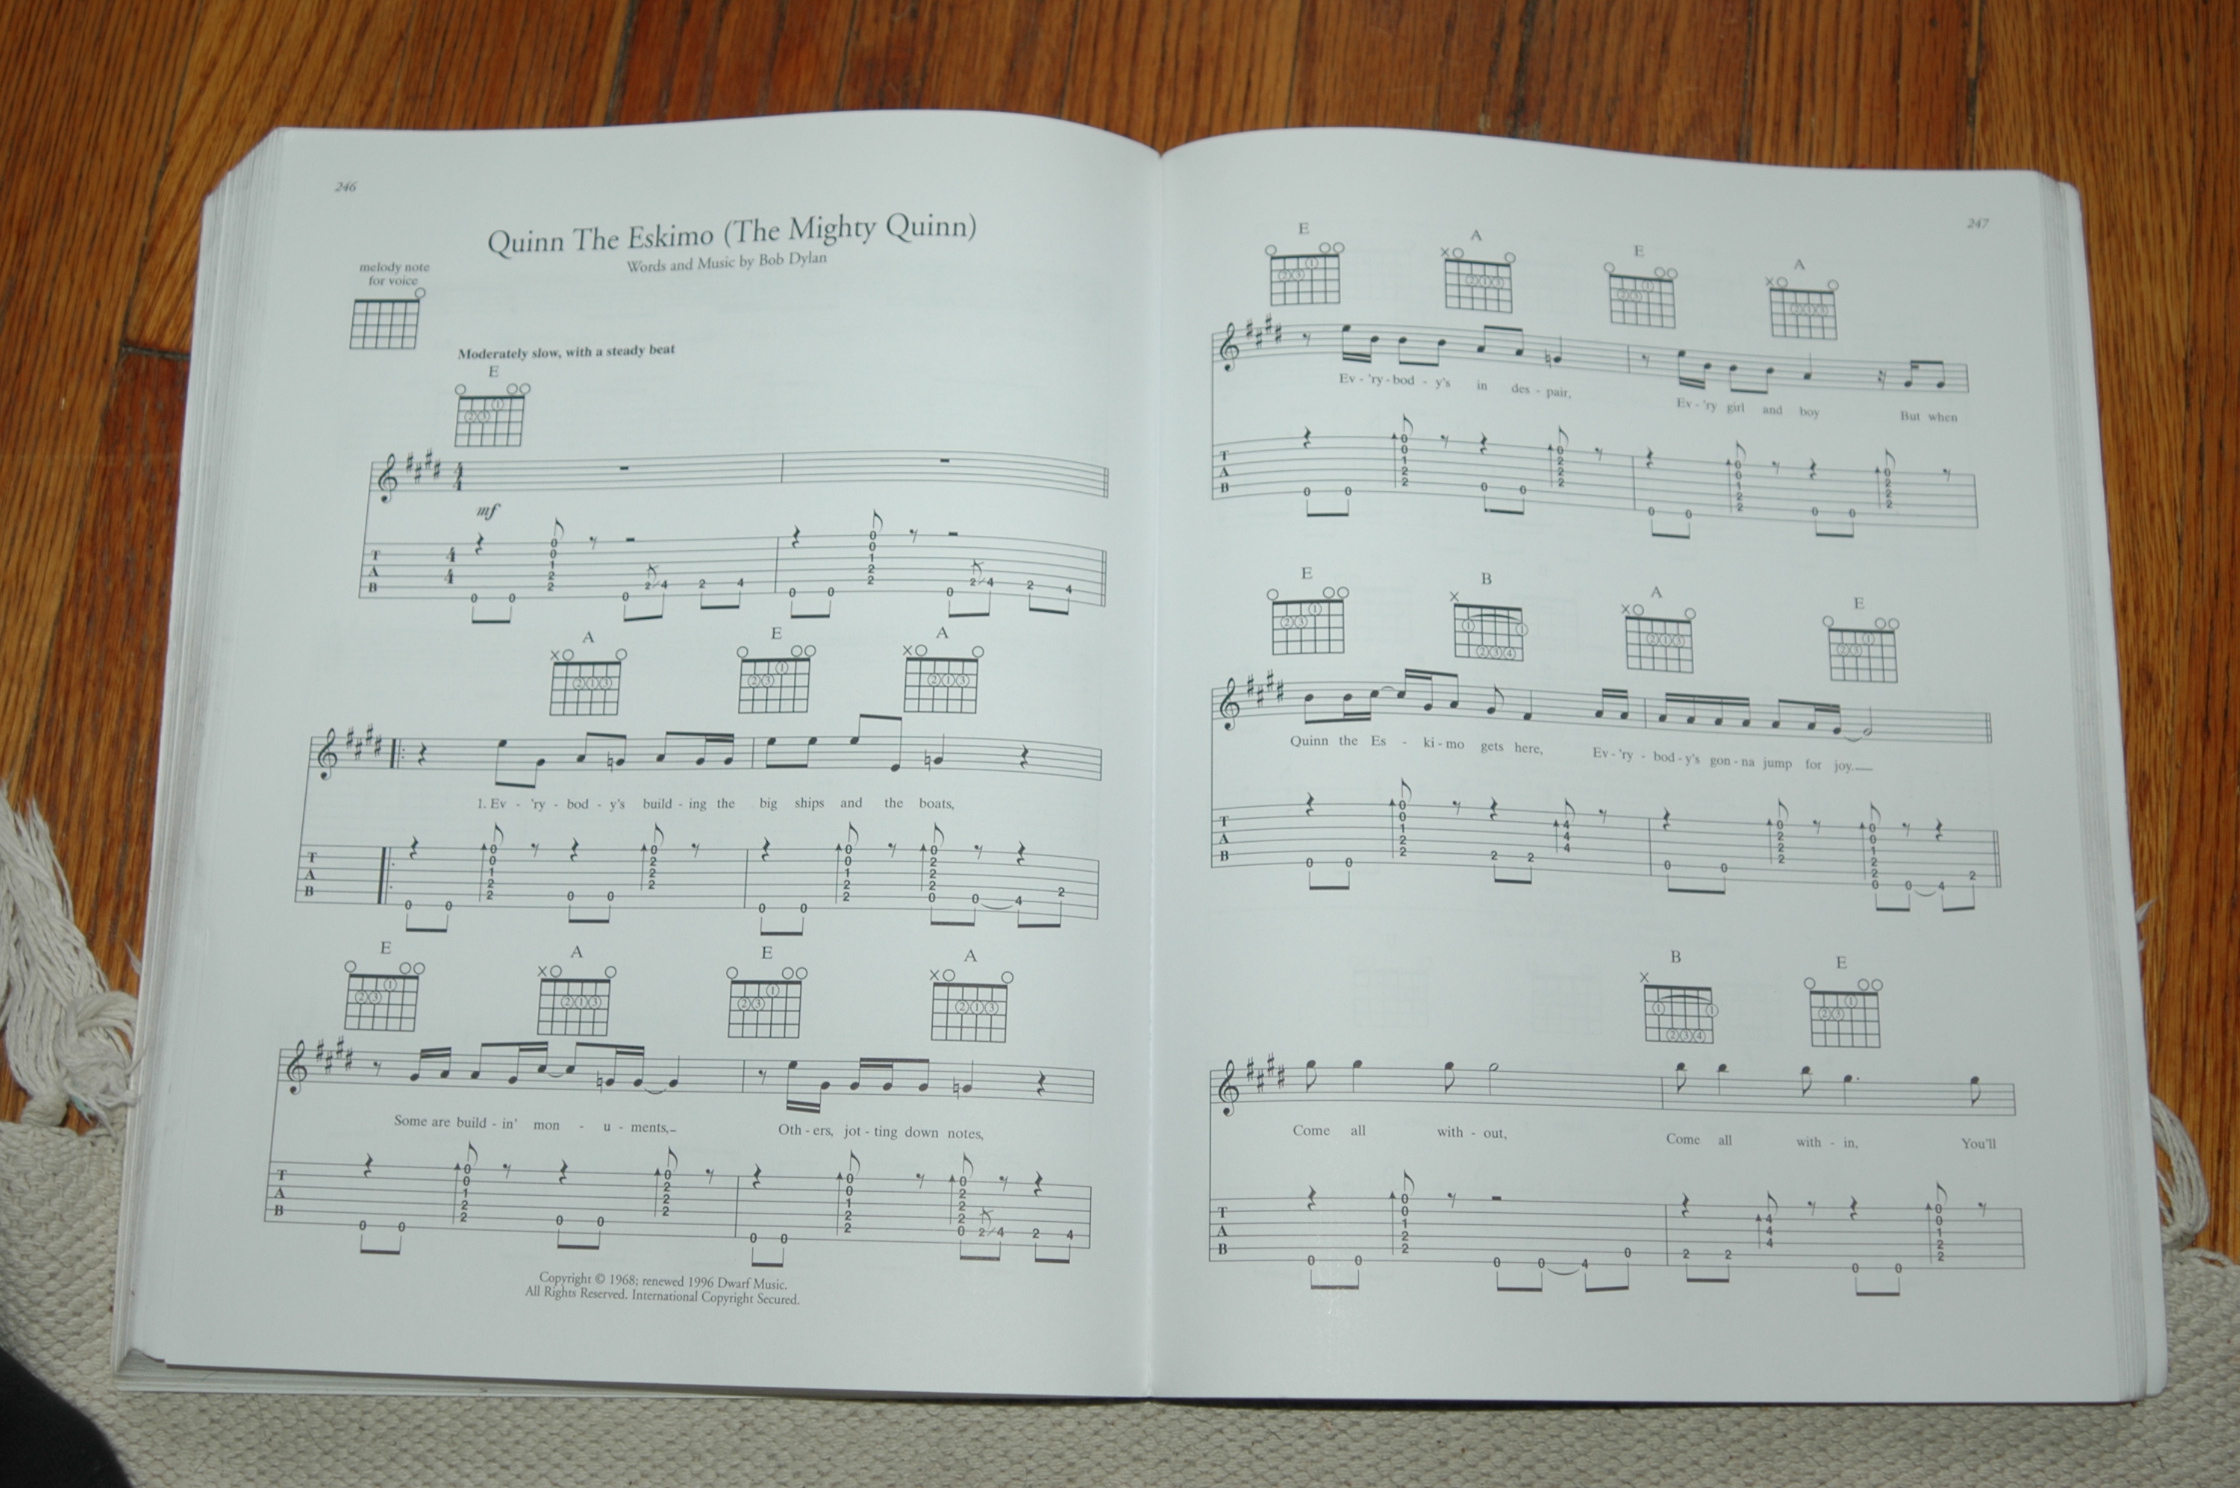 246
melody note
for voice
Quinn The Eskimo (The Mighty Quinn)
Words and Music by Bob Dylan
Moderately slow, with a steady beat
E
mf
T A B
A E A
1. Ev - 'ry - bod - y's build - ing the big ships and the boats,
T A B
E A E A
Some are build - in' mon - u - ments,
Oth - ers, jot - ting down notes,
T A B
Copyright © 1968; renewed 1996 Dwarf Music.
All Rights Reserved. International Copyright Secured.
247
E A E A
Ev - 'ry - bod - y's in des - pair, Ev - 'ry girl and boy But when
T A B
E B A E
Quinn the Es - ki - mo gets here, Ev - 'ry - bod - y's gon - na jump for joy.
T A B
B E
Come all with - out, Come all with - in, You'll
T A B